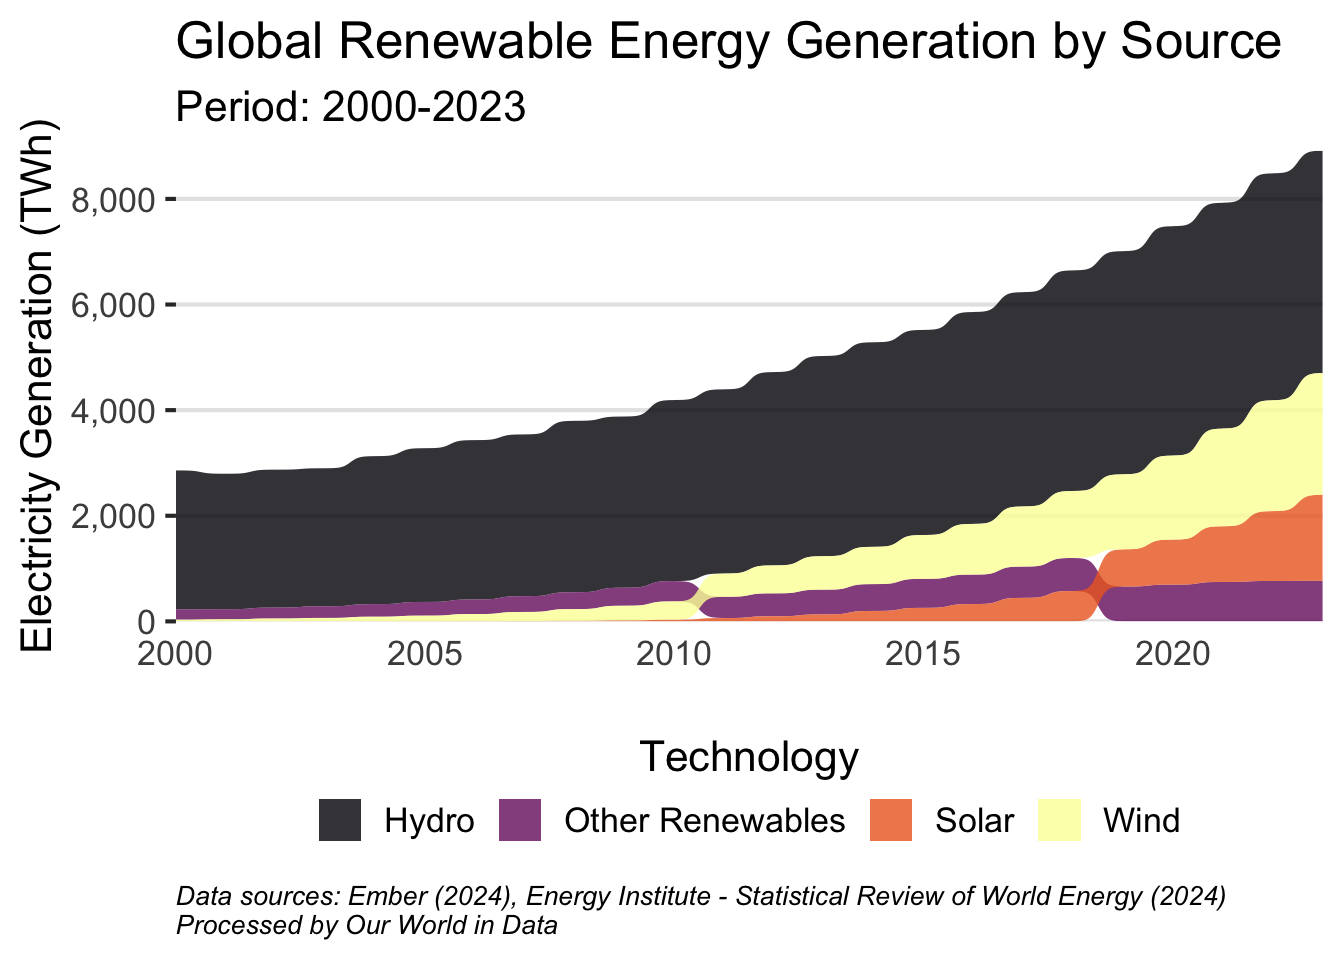 Global Renewable Energy Generation by Source
Period: 2000-2023
Electricity Generation (TWh)
8,000
6,000
4,000
2,000
0
2000 2005 2010 2015 2020
Technology
Hydro Other Renewables Solar Wind
Data sources: Ember (2024), Energy Institute - Statistical Review of World Energy (2024)
Processed by Our World in Data